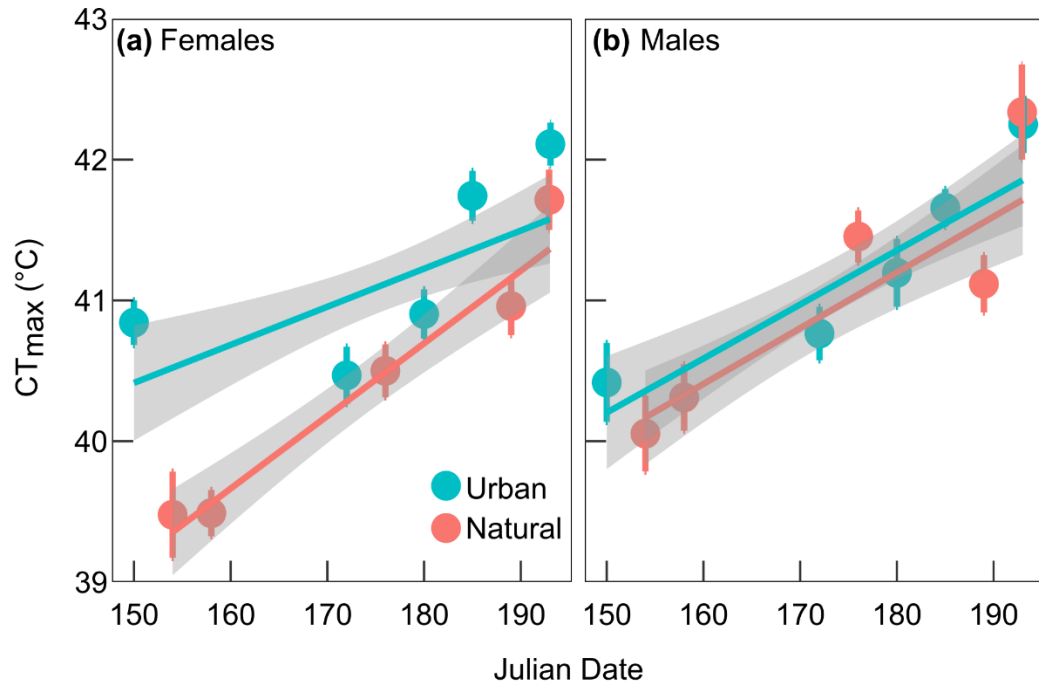 (a) Females
(b) Males
43
42
41
40
39
CTmax (°C)
Urban
Natural
150 160 170 180 190
150 160 170 180 190
Julian Date